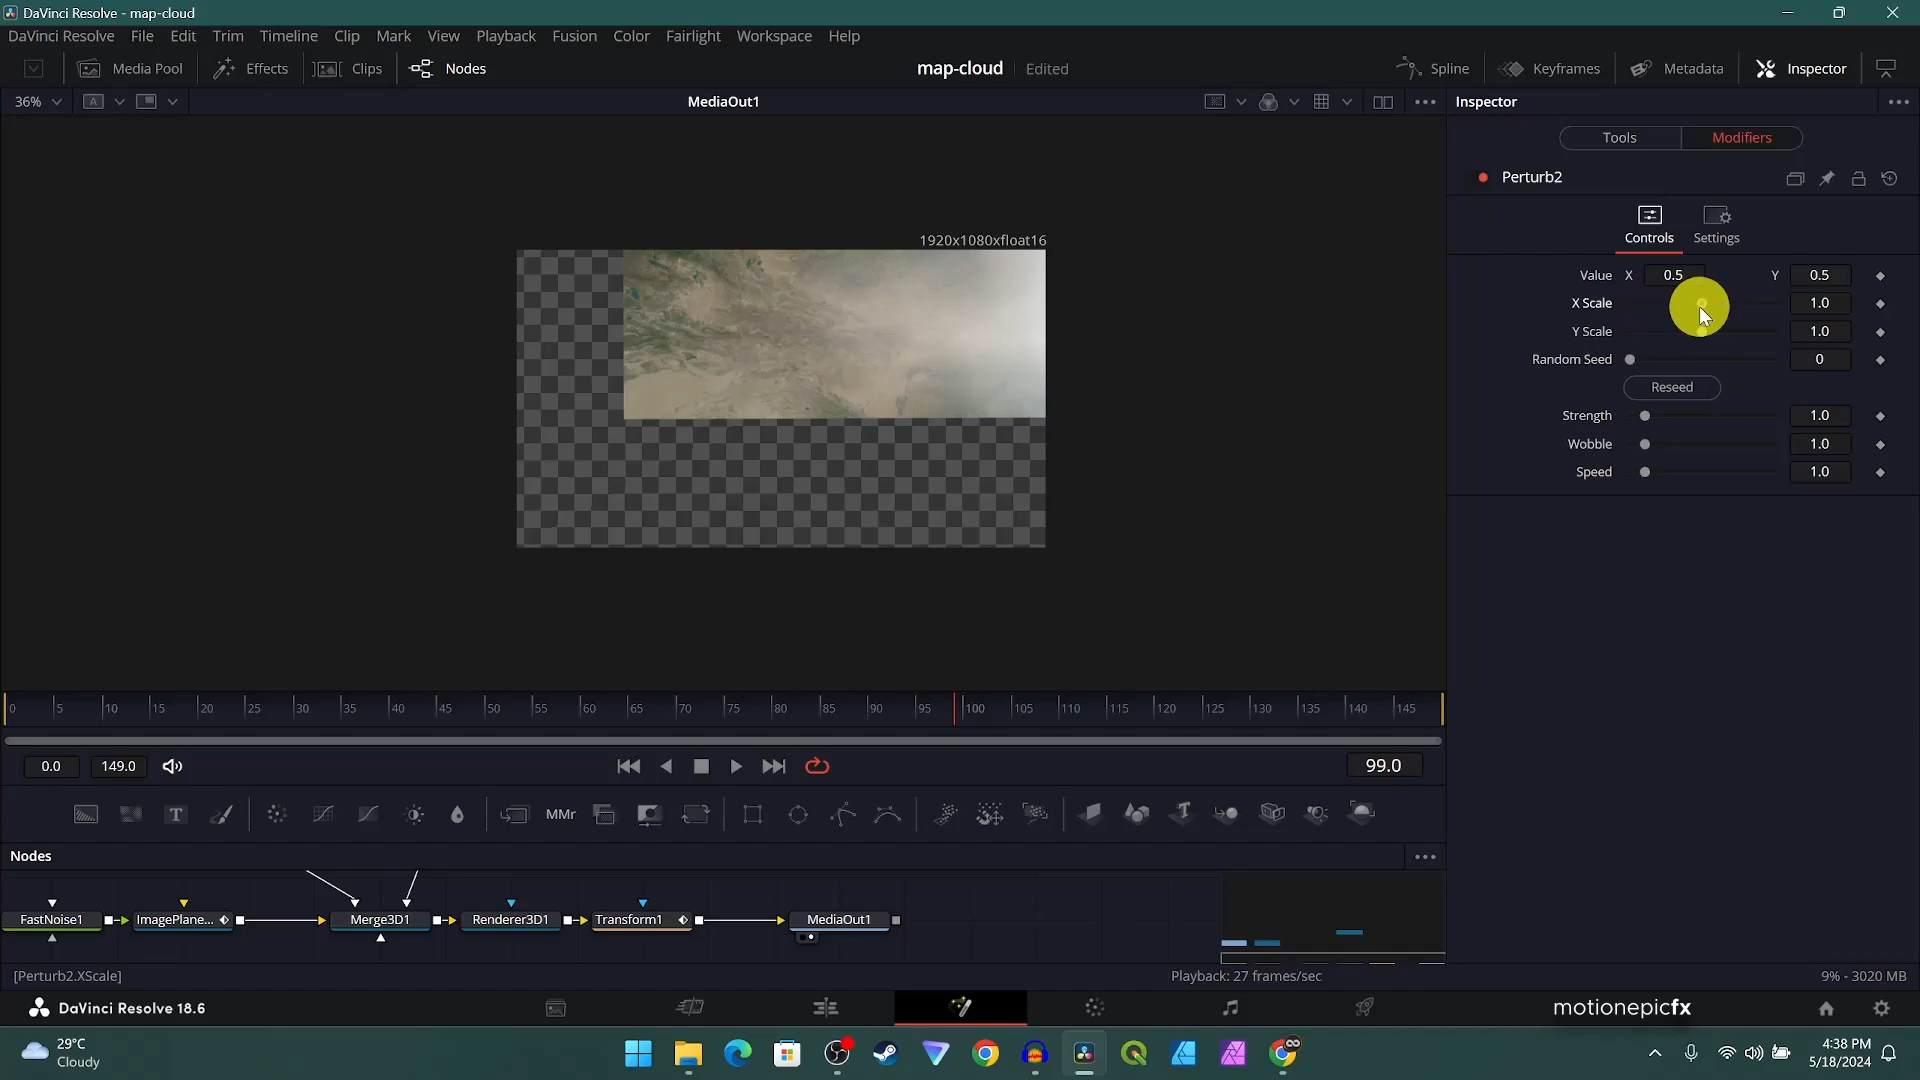 DaVinci Resolve - map-cloud
DaVinci Resolve File Edit Trim Timeline Clip Mark View Playback Fusion Color Fairlight Workspace Help
Media Pool Effects Clips Nodes map-cloud Edited Spline Keyframes Metadata Inspector
36% A MediaOut1 Inspector
Tools Modifiers
Perturb2
Controls Settings
1920x1080xfloat16
Value X 0.5 Y 0.5
X Scale 1.0
Y Scale 1.0
Random Seed 0
Reseed
Strength 1.0
Wobble 1.0
Speed 1.0
0 5 10 15 20 25 30 35 40 45 50 55 60 65 70 75 80 85 90 95 100 105 110 115 120 125 130 135 140 145
0.0 149.0 99.0
T MMr T
Nodes
FastNoise1 ImagePlane... Merge3D1 Renderer3D1 Transform1 MediaOut1
[Perturb2.XScale] Playback: 27 frames/sec 9% - 3020 MB
DaVinci Resolve 18.6 motionepicfx
29°C
Cloudy
4:38 PM
5/18/2024